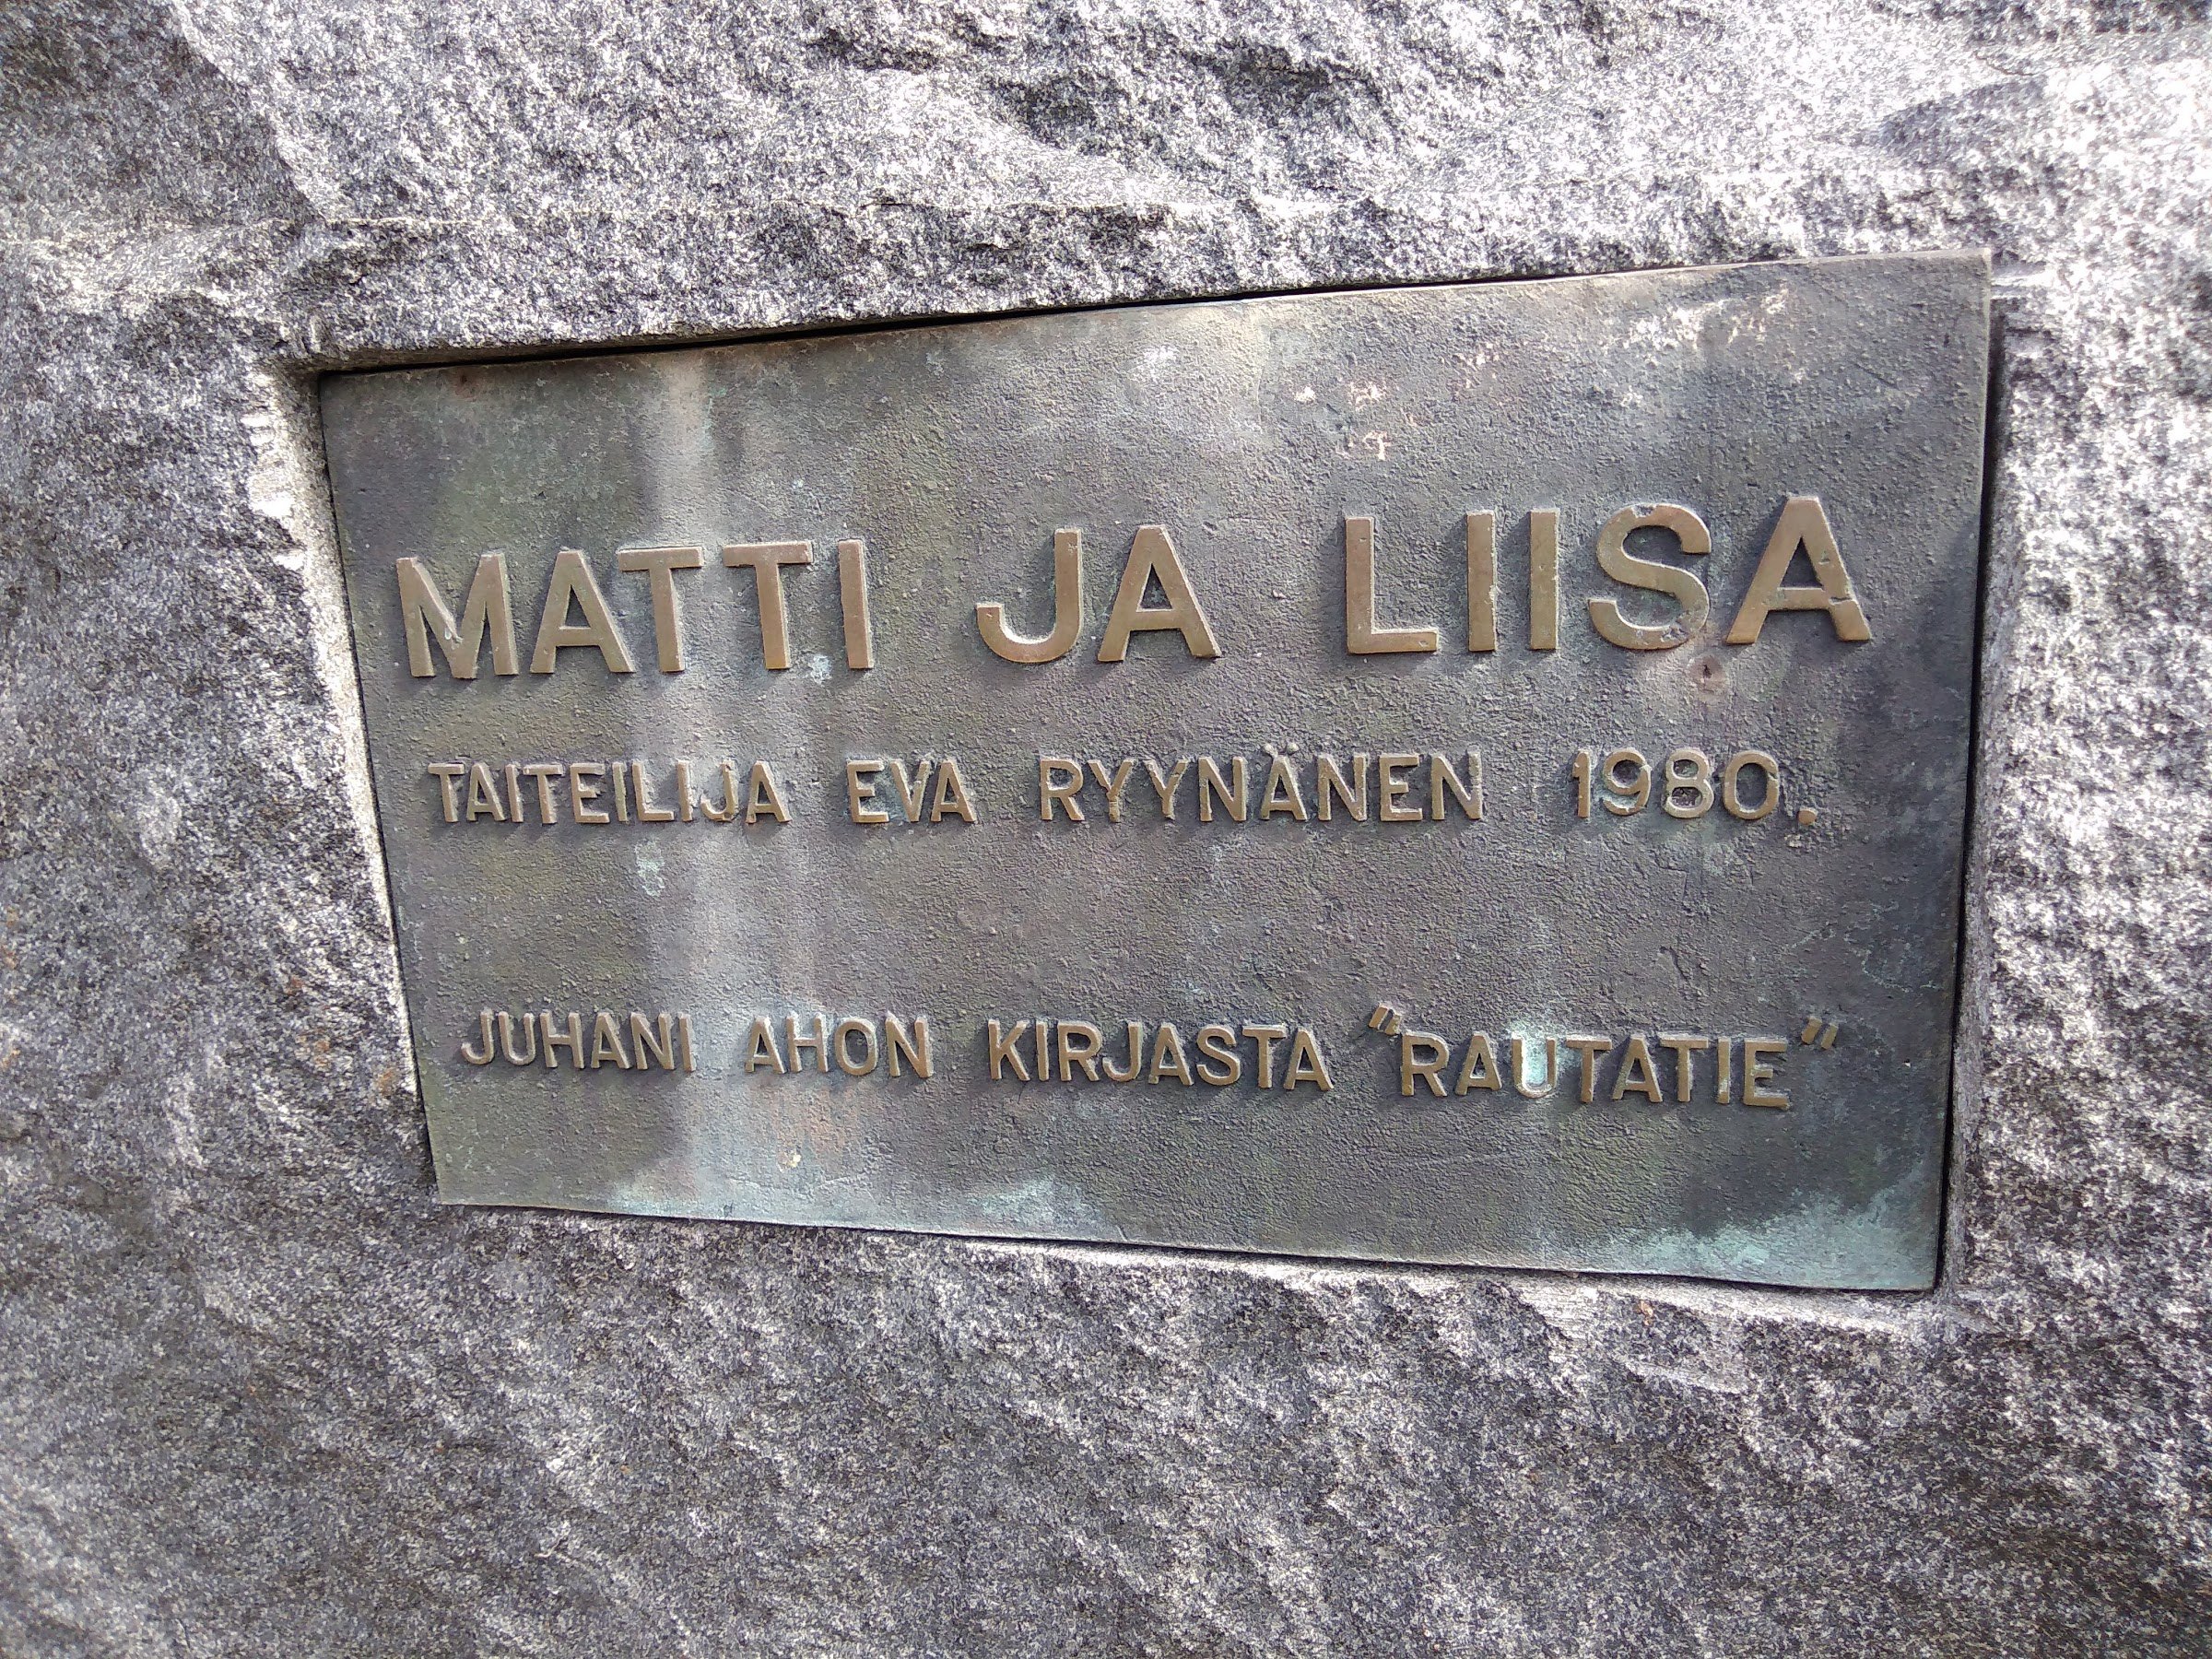 MATTI JA LIISA
TAITEILIJA EVA RYYNÄNEN 1980.
JUHANI AHON KIRJASTA "RAUTATIE"